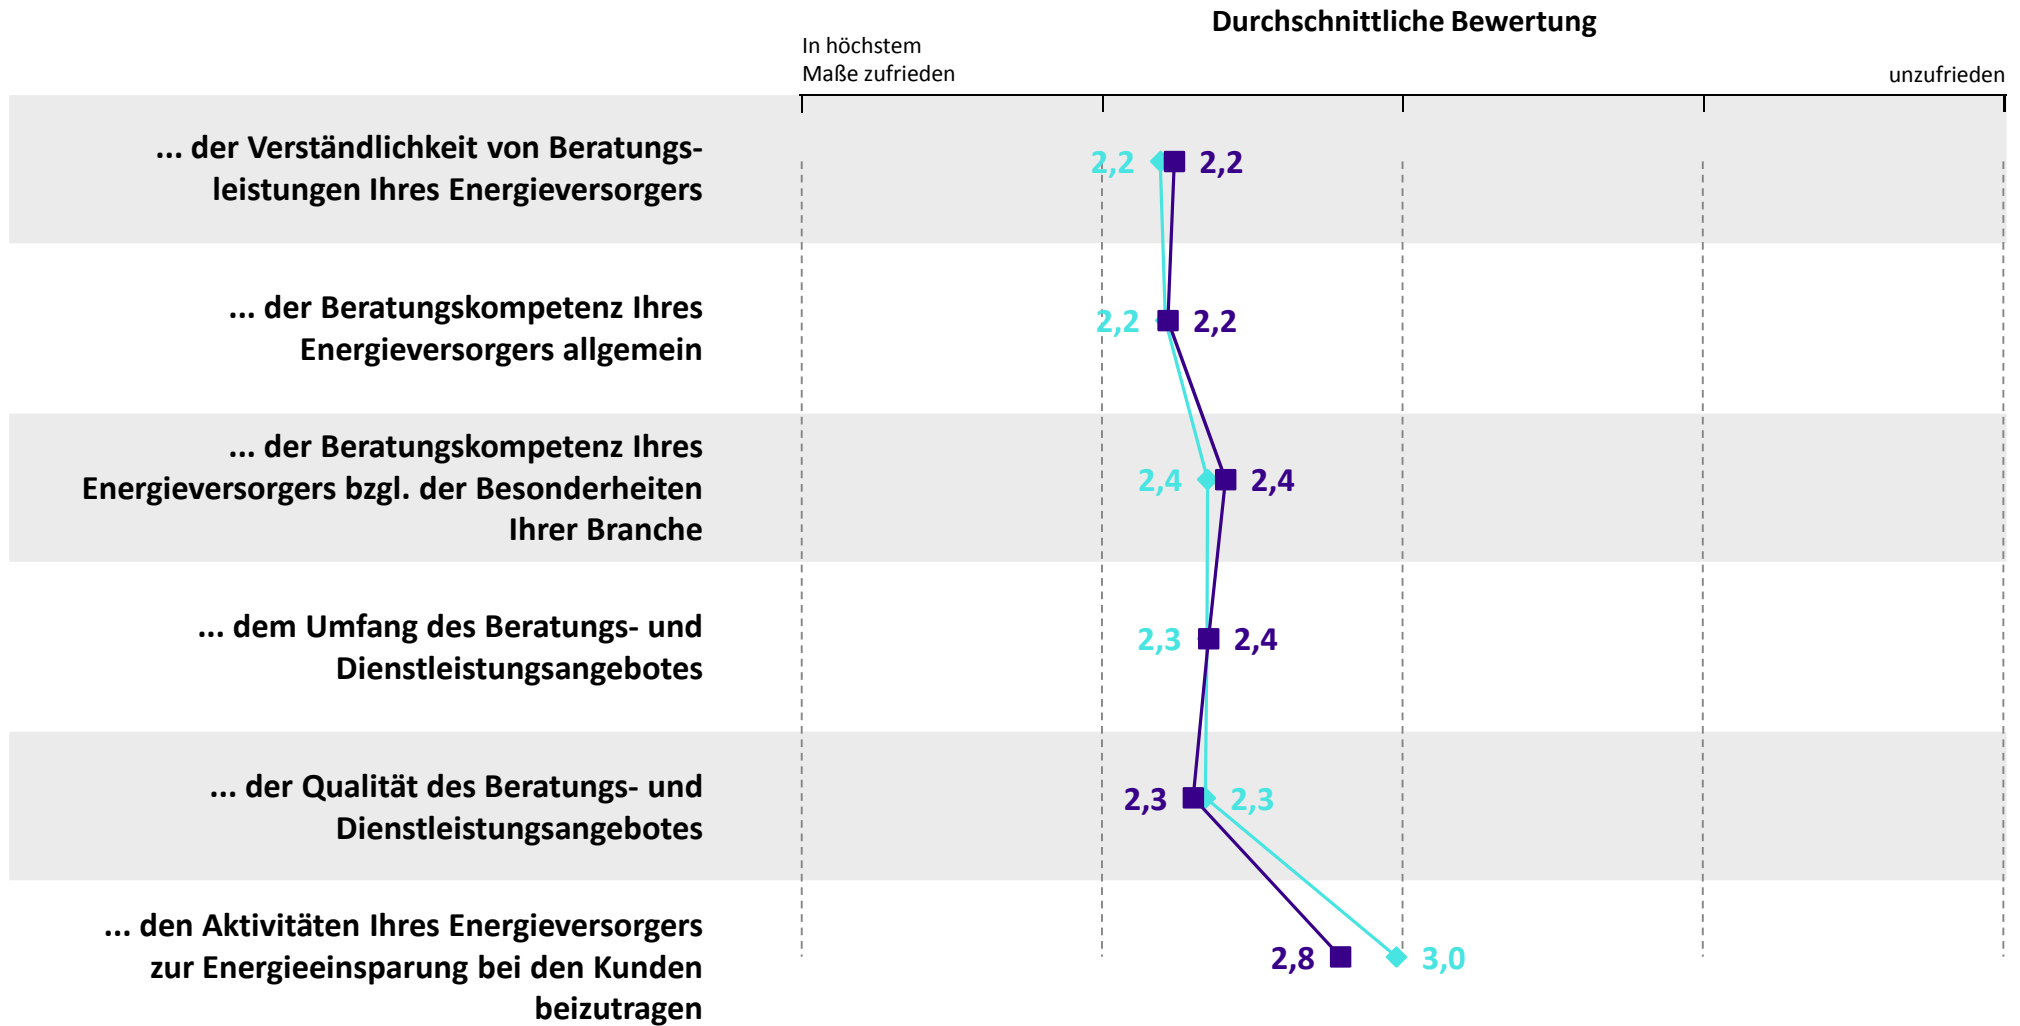 Durchschnittliche Bewertung
In höchstem
Maße zufrieden
unzufrieden
... der Verständlichkeit von Beratungs-
leistungen Ihres Energieversorgers
2,2 2,2
... der Beratungskompetenz Ihres
Energieversorgers allgemein
2,2 2,2
... der Beratungskompetenz Ihres
Energieversorgers bzgl. der Besonderheiten
Ihrer Branche
2,4 2,4
... dem Umfang des Beratungs- und
Dienstleistungsangebotes
2,3 2,4
... der Qualität des Beratungs- und
Dienstleistungsangebotes
2,3 2,3
... den Aktivitäten Ihres Energieversorgers
zur Energieeinsparung bei den Kunden
beizutragen
2,8 3,0